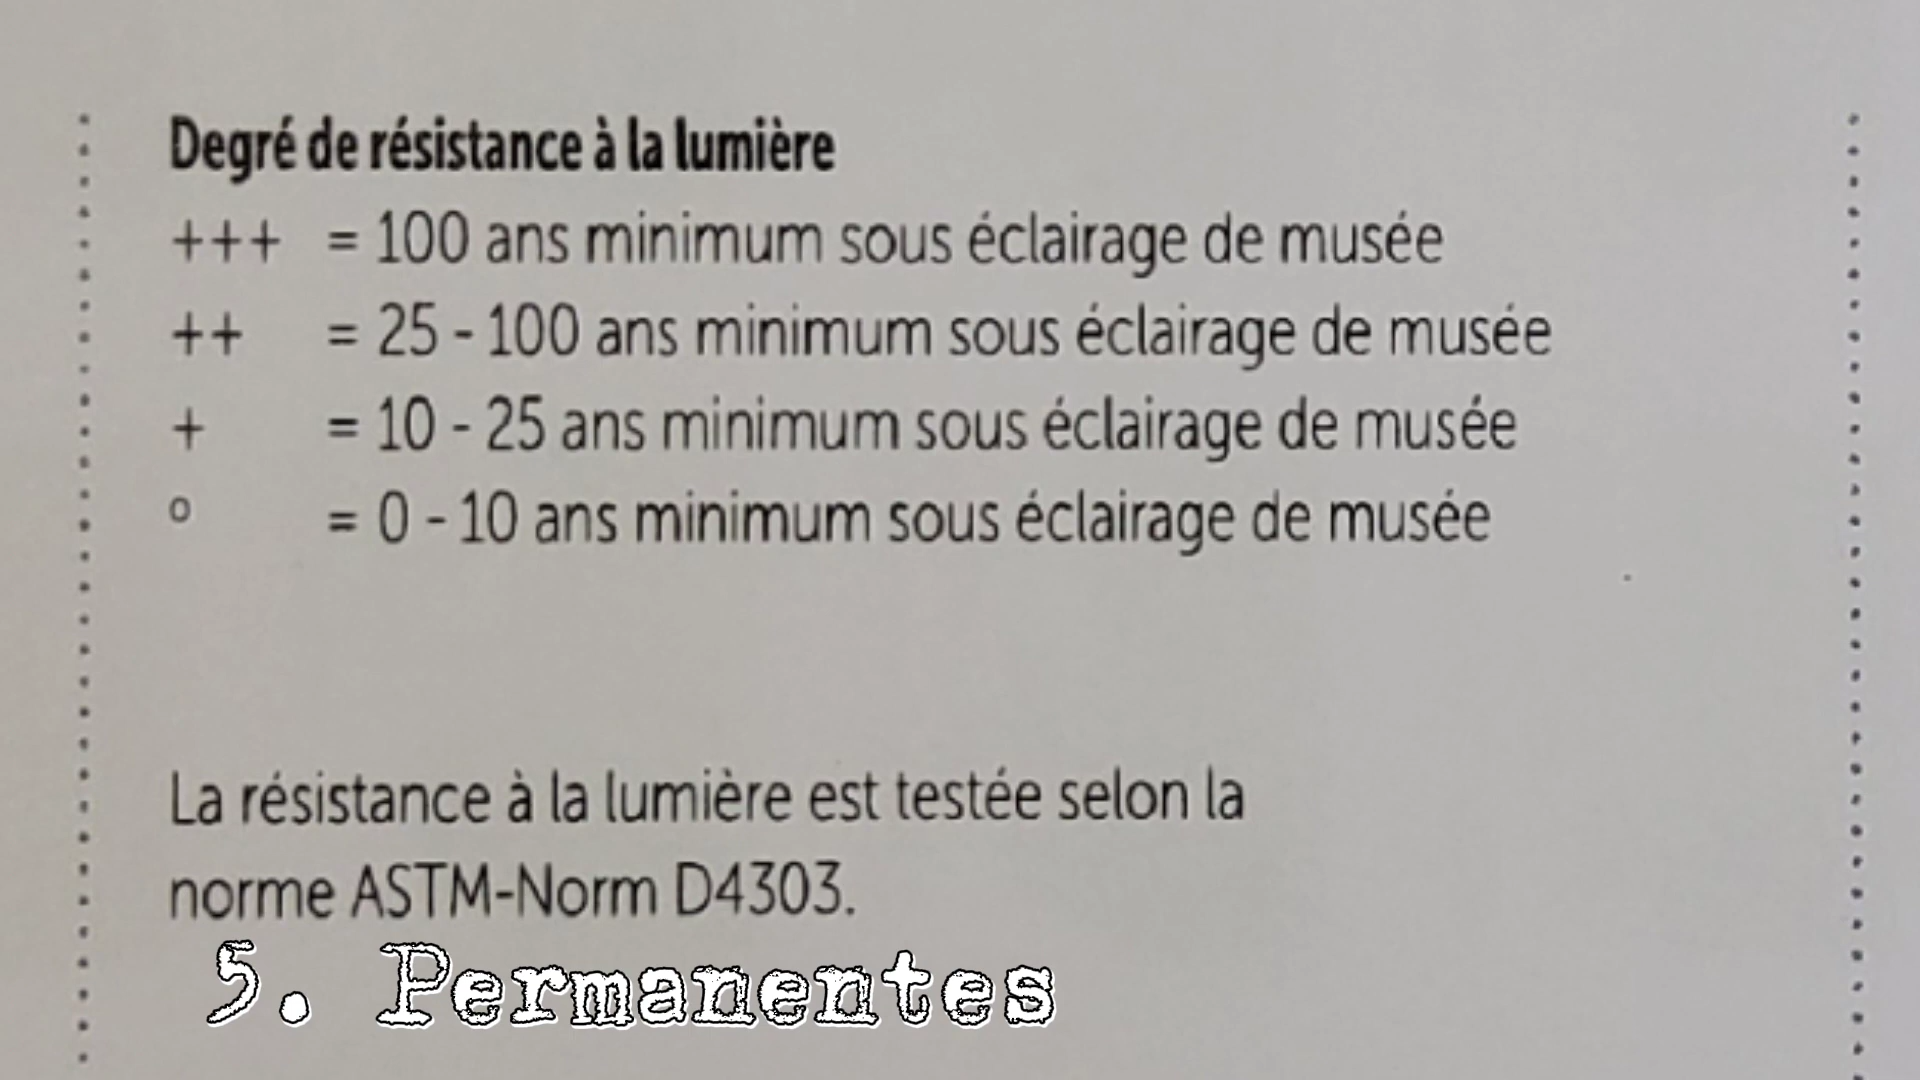 Degré de résistance à la lumière
+++ = 100 ans minimum sous éclairage de musée
++ = 25 - 100 ans minimum sous éclairage de musée
+ = 10 - 25 ans minimum sous éclairage de musée
o = 0 - 10 ans minimum sous éclairage de musée
La résistance à la lumière est testée selon la
norme ASTM-Norm D4303.
5. Permanentes